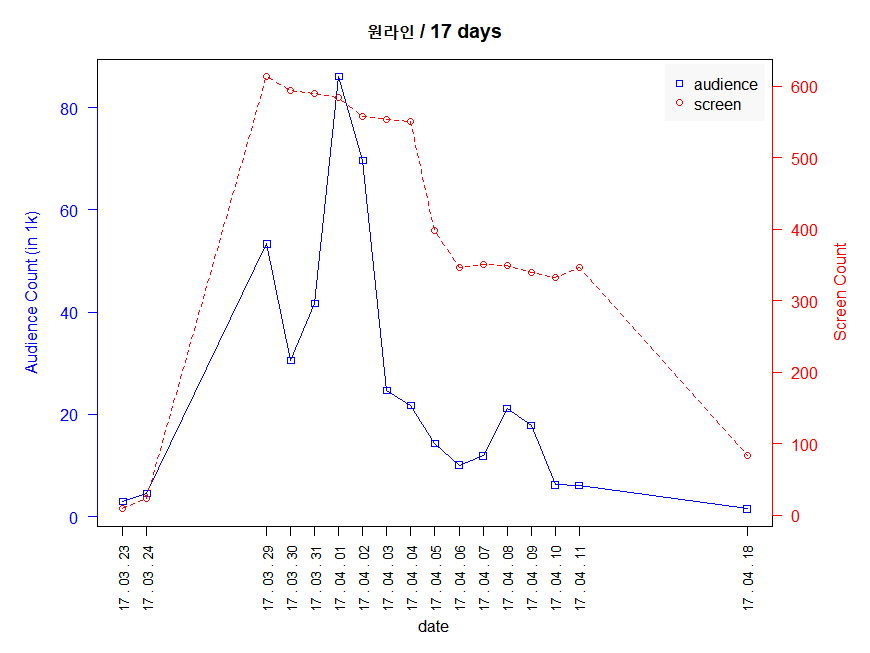 원라인 / 17 days
audience
screen
Audience Count (in 1k)
80
60
40
20
0
Screen Count
600
500
400
300
200
100
0
17 . 03 . 23
17 . 03 . 24
17 . 03 . 29
17 . 03 . 30
17 . 03 . 31
17 . 04 . 01
17 . 04 . 02
17 . 04 . 03
17 . 04 . 04
17 . 04 . 05
17 . 04 . 06
17 . 04 . 07
17 . 04 . 08
17 . 04 . 09
17 . 04 . 10
17 . 04 . 11
17 . 04 . 18
date